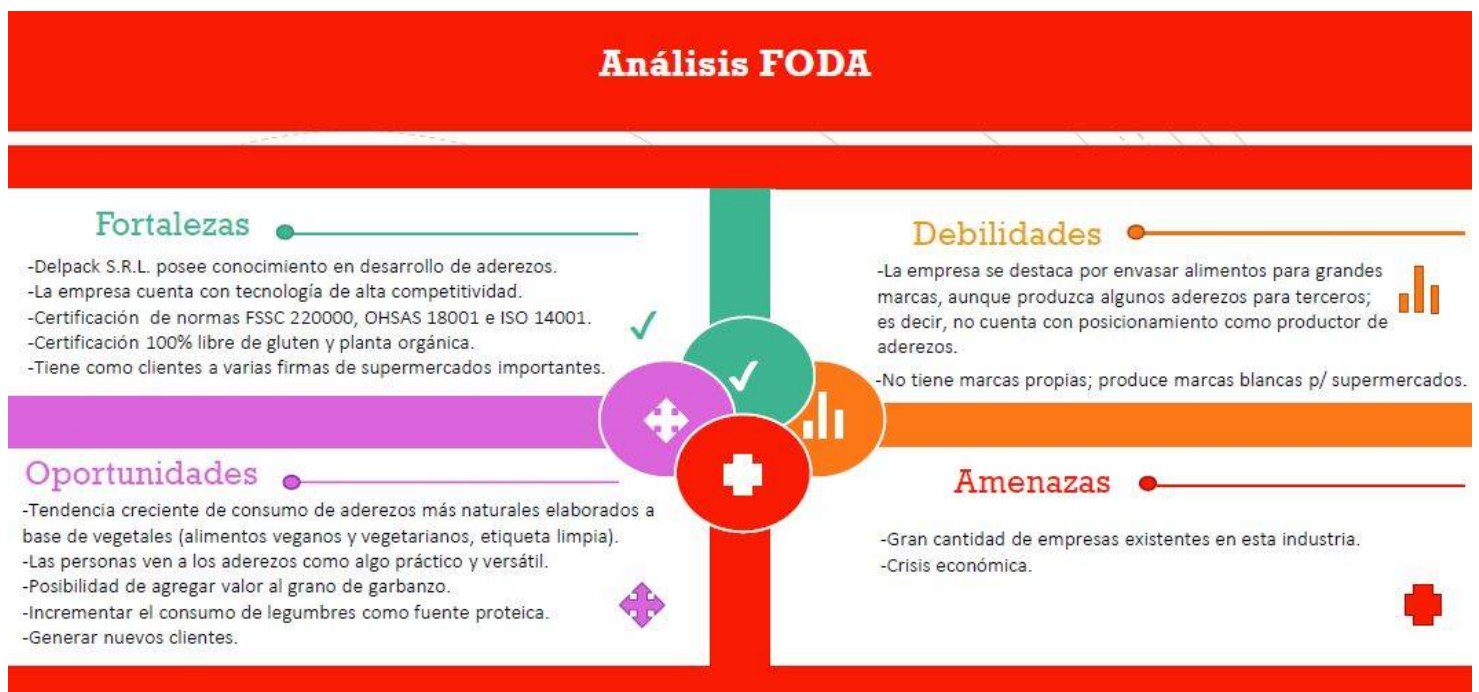 Análisis FODA
Fortalezas
-Delpack S.R.L. posee conocimiento en desarrollo de aderezos.
-La empresa cuenta con tecnología de alta competitividad.
-Certificación de normas FSSC 220000, OHSAS 18001 e ISO 14001.
-Certificación 100% libre de gluten y planta orgánica.
-Tiene como clientes a varias firmas de supermercados importantes.
Debilidades
-La empresa se destaca por envasar alimentos para grandes
marcas, aunque produzca algunos aderezos para terceros;
es decir, no cuenta con posicionamiento como productor de
aderezos.
-No tiene marcas propias; produce marcas blancas p/ supermercados.
Oportunidades
-Tendencia creciente de consumo de aderezos más naturales elaborados a
base de vegetales (alimentos veganos y vegetarianos, etiqueta limpia).
-Las personas ven a los aderezos como algo práctico y versátil.
-Posibilidad de agregar valor al grano de garbanzo.
-Incrementar el consumo de legumbres como fuente proteica.
-Generar nuevos clientes.
Amenazas
-Gran cantidad de empresas existentes en esta industria.
-Crisis económica.